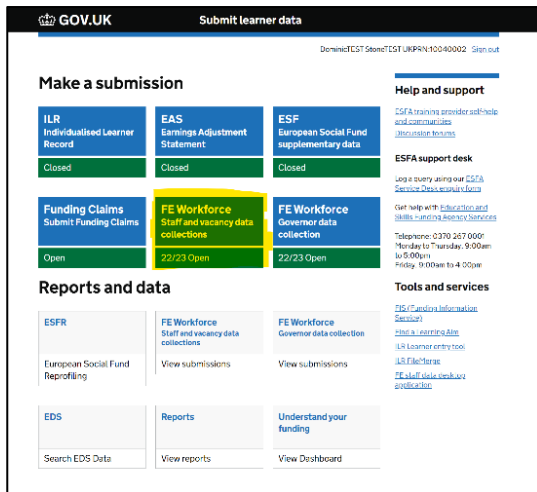 GOV.UK
Submit learner data
DominicTEST StoneTEST UKPRN:10040002 Sign out
Make a submission
ILR
Individualised Learner
Record
Closed
EAS
Earnings Adjustment
Statement
Closed
ESF
European Social Fund
supplementary data
Closed
Funding Claims
Submit Funding Claims
Open
FE Workforce
Staff and vacancy data
collections
22/23 Open
FE Workforce
Governor data
collection
22/23 Open
Reports and data
ESFR
European Social Fund
Reprofiling
FE Workforce
Staff and vacancy data
collections
View submissions
FE Workforce
Governor data collection
View submissions
EDS
Search EDS Data
Reports
View reports
Understand your
funding
View Dashboard
Help and support
ESFA training provider self-help
and communities
Discussion forums
ESFA support desk
Log a query using our ESFA
Service Desk enquiry form
Get help with Education and
Skills Funding Agency Services
Telephone: 0370 267 0001
Monday to Thursday, 9:00am
to 5:00pm
Friday, 9:00am to 4:00pm
Tools and services
FIS (Funding Information
Service)
Find a Learning Aim
ILR Learner entry tool
ILR FileMerge
FE staff data desktop
application